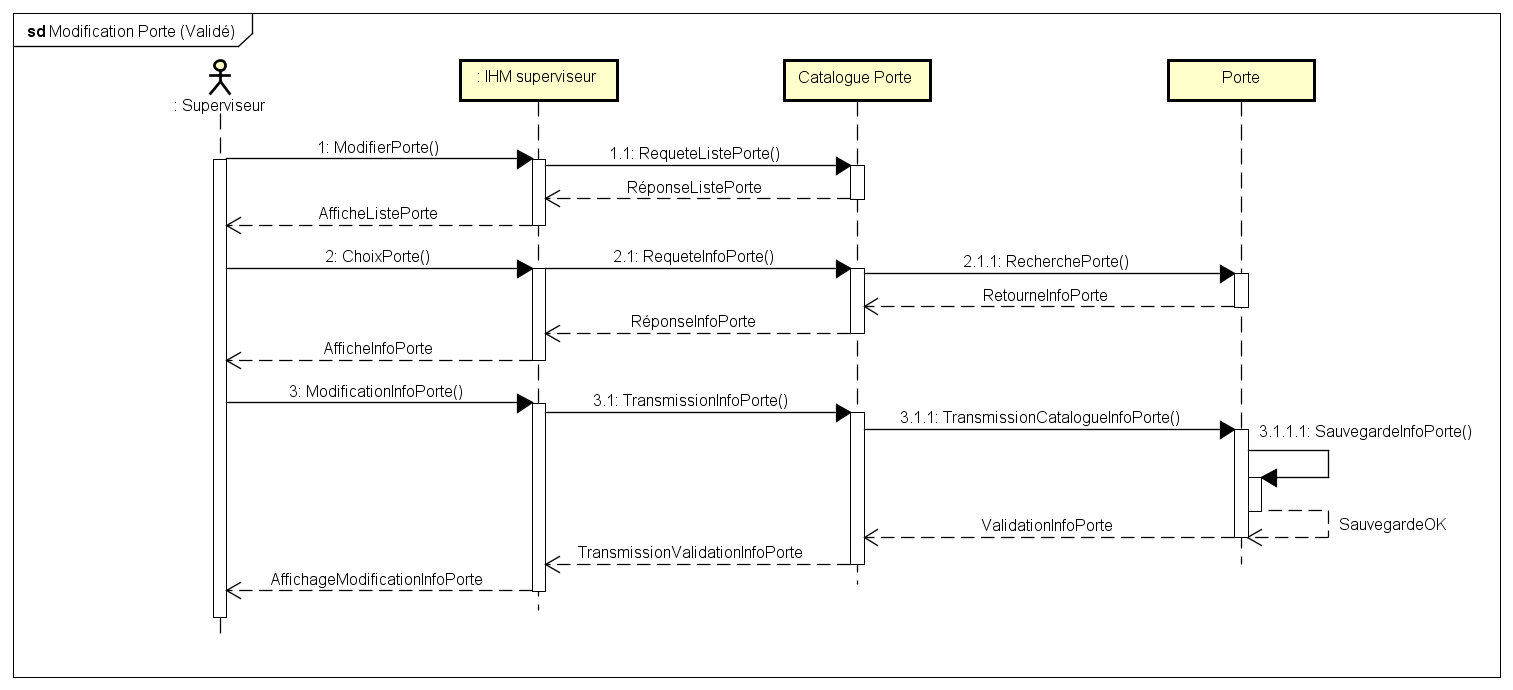 sd Modification Porte (Validé)
: Superviseur
: IHM superviseur
Catalogue Porte
Porte
1: ModifierPorte()
1.1: RequeteListePorte()
RéponseListePorte
AfficheListePorte
2: ChoixPorte()
2.1: RequeteInfoPorte()
2.1.1: RecherchePorte()
RetourneInfoPorte
RéponseInfoPorte
AfficheInfoPorte
3: ModificationInfoPorte()
3.1: TransmissionInfoPorte()
3.1.1: TransmissionCatalogueInfoPorte()
3.1.1.1: SauvegardeInfoPorte()
SauvegardeOK
ValidationInfoPorte
TransmissionValidationInfoPorte
AffichageModificationInfoPorte